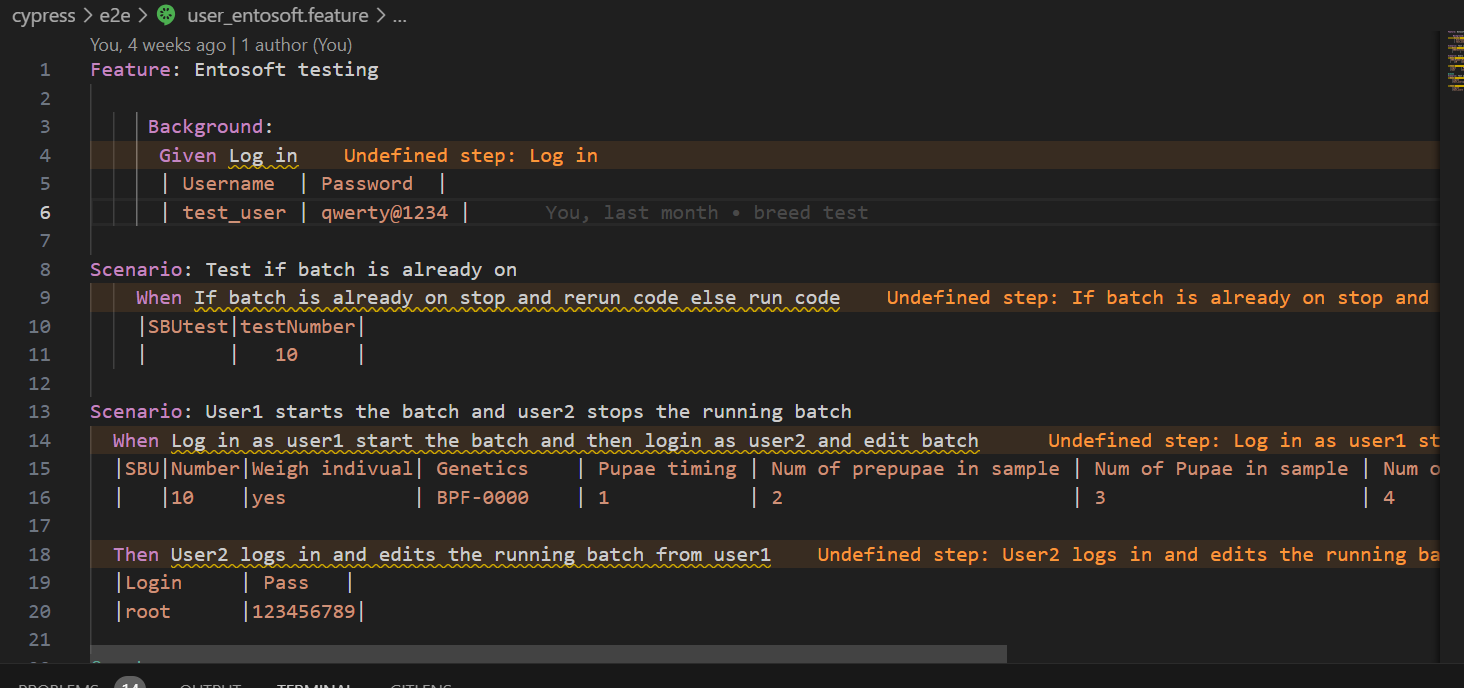 cypress > e2e > user_entosoft.feature > ...
You, 4 weeks ago | 1 author (You)
1 Feature: Entosoft testing
2
3 Background:
4 Given Log in Undefined step: Log in
5 | Username | Password |
6 | test_user | qwerty@1234 | You, last month • breed test
7
8 Scenario: Test if batch is already on
9 When If batch is already on stop and rerun code else run code Undefined step: If batch is already on stop and
10 |SBUtest|testNumber|
11 | | 10 |
12
13 Scenario: User1 starts the batch and user2 stops the running batch
14 When Log in as user1 start the batch and then login as user2 and edit batch Undefined step: Log in as user1 st
15 |SBU|Number|Weigh indivual| Genetics | Pupae timing | Num of prepupae in sample | Num of Pupae in sample | Num o
16 | |10 |yes | BPF-0000 | 1 | 2 | 3 | 4
17
18 Then User2 logs in and edits the running batch from user1 Undefined step: User2 logs in and edits the running ba
19 |Login | Pass |
20 |root |123456789|
21
PROBLEMS 14 OUTPUT TERMINAL GITLENS